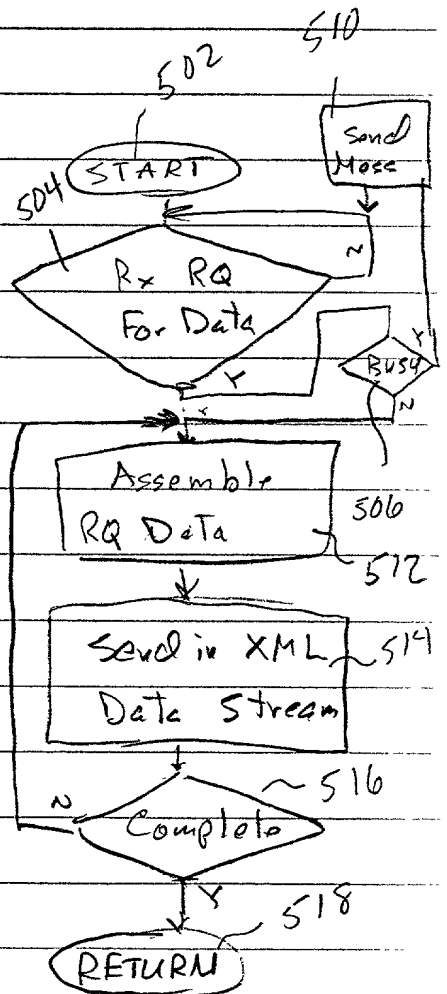 510
502
Send
Mess
START
504
N
Rx RQ
For Data
Y
Y
Busy
N
Y
Assemble
RQ Data
506
512
Send in XML
514
Data Stream
516
N
Complete
Y
518
RETURN